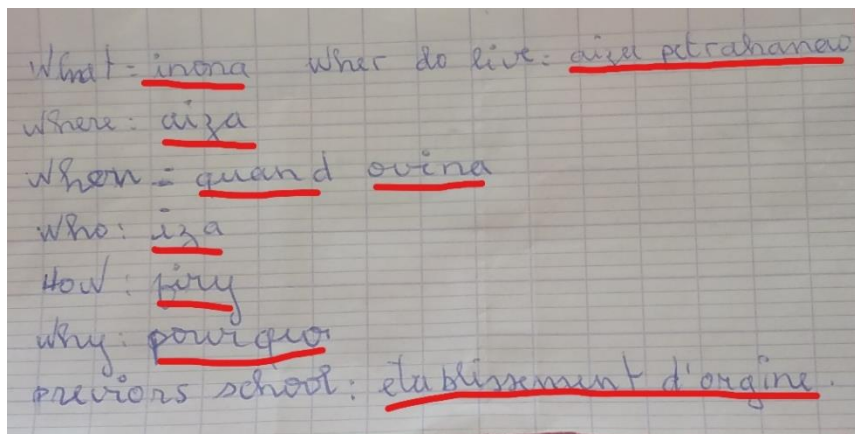 What = inona Wher do live: aiza petrahanao
Where: aiza
When = quand ovina
Who: iza
How: firy
Why: pourquoi
previors school: etablissement d'orgine.